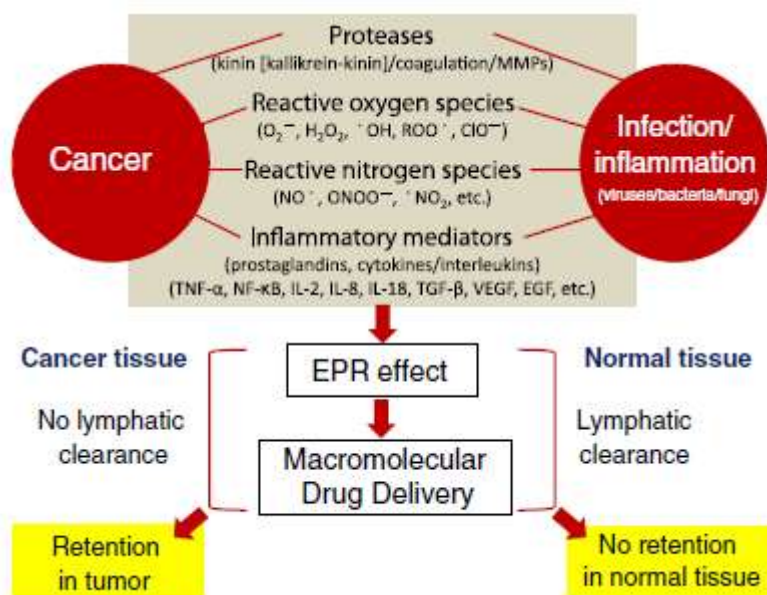 Proteases
(kinin [kallikrein-kinin]/coagulation/MMPs)
Reactive oxygen species
(O₂⁻, H₂O₂, ˙OH, ROO˙, ClO⁻)
Reactive nitrogen species
(NO˙, ONOO⁻, ˙NO₂, etc.)
Inflammatory mediators
(prostaglandins, cytokines/interleukins)
(TNF-α, NF-κB, IL-2, IL-8, IL-18, TGF-β, VEGF, EGF, etc.)
Cancer
Infection/
inflammation
(viruses/bacteria/fungi)
Cancer tissue
No lymphatic
clearance
EPR effect
Macromolecular
Drug Delivery
Normal tissue
Lymphatic
clearance
Retention
in tumor
No retention
in normal tissue